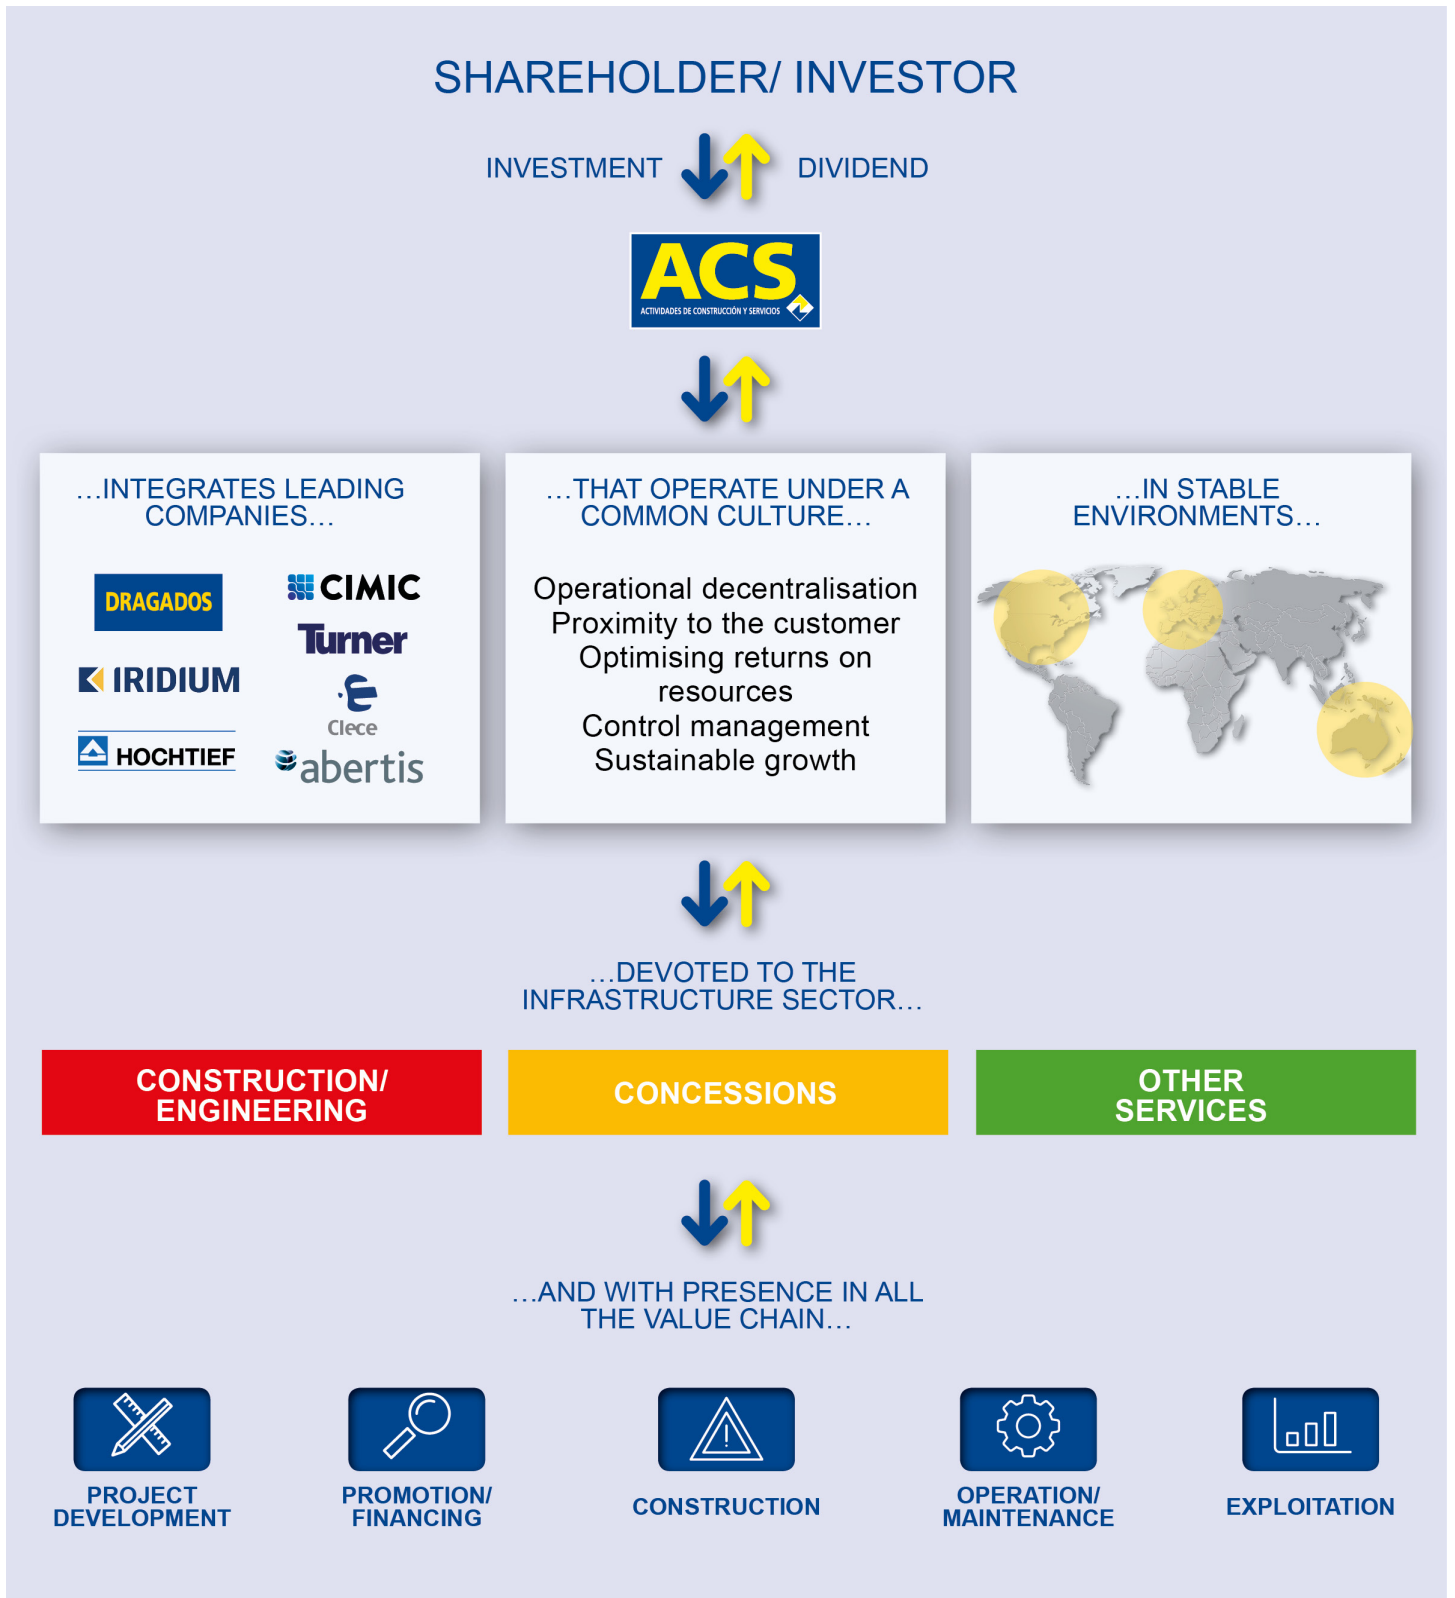 SHAREHOLDER/ INVESTOR
INVESTMENT
DIVIDEND
ACS
ACTIVIDADES DE CONSTRUCCIÓN Y SERVICIOS
...INTEGRATES LEADING
COMPANIES...
DRAGADOS
IRIDIUM
HOCHTIEF
CIMIC
Turner
Clece
abertis
...THAT OPERATE UNDER A
COMMON CULTURE...
Operational decentralisation
Proximity to the customer
Optimising returns on
resources
Control management
Sustainable growth
...IN STABLE
ENVIRONMENTS...
...DEVOTED TO THE
INFRASTRUCTURE SECTOR...
CONSTRUCTION/
ENGINEERING
CONCESSIONS
OTHER
SERVICES
...AND WITH PRESENCE IN ALL
THE VALUE CHAIN...
PROJECT
DEVELOPMENT
PROMOTION/
FINANCING
CONSTRUCTION
OPERATION/
MAINTENANCE
EXPLOITATION